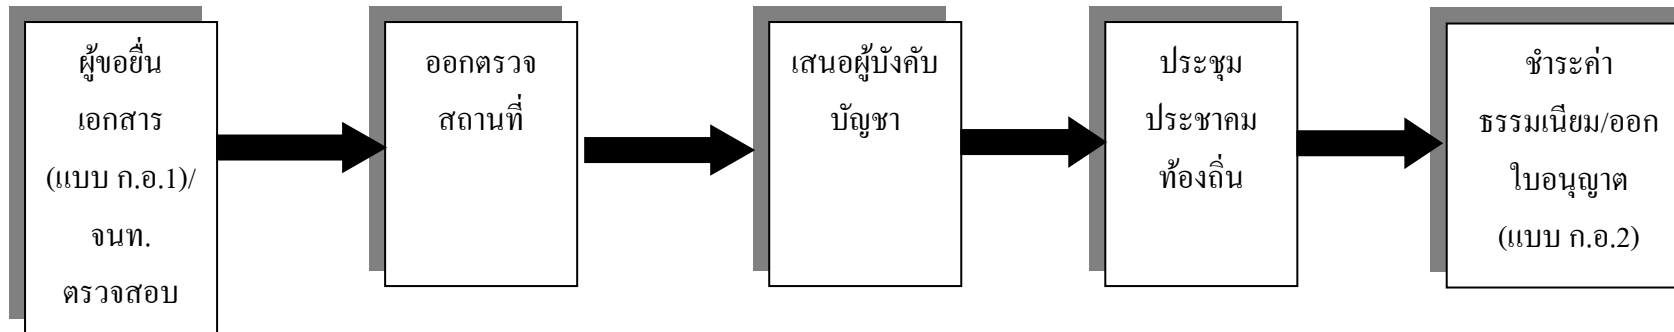 ผู้ขอยื่น
เอกสาร
(แบบ ก.อ.1)/
จนท.
ตรวจสอบ
ออกตรวจ
สถานที่
เสนอผู้บังคับ
บัญชา
ประชุม
ประชาคม
ท้องถิ่น
ชำระค่า
ธรรมเนียม/ออก
ใบอนุญาต
(แบบ ก.อ.2)